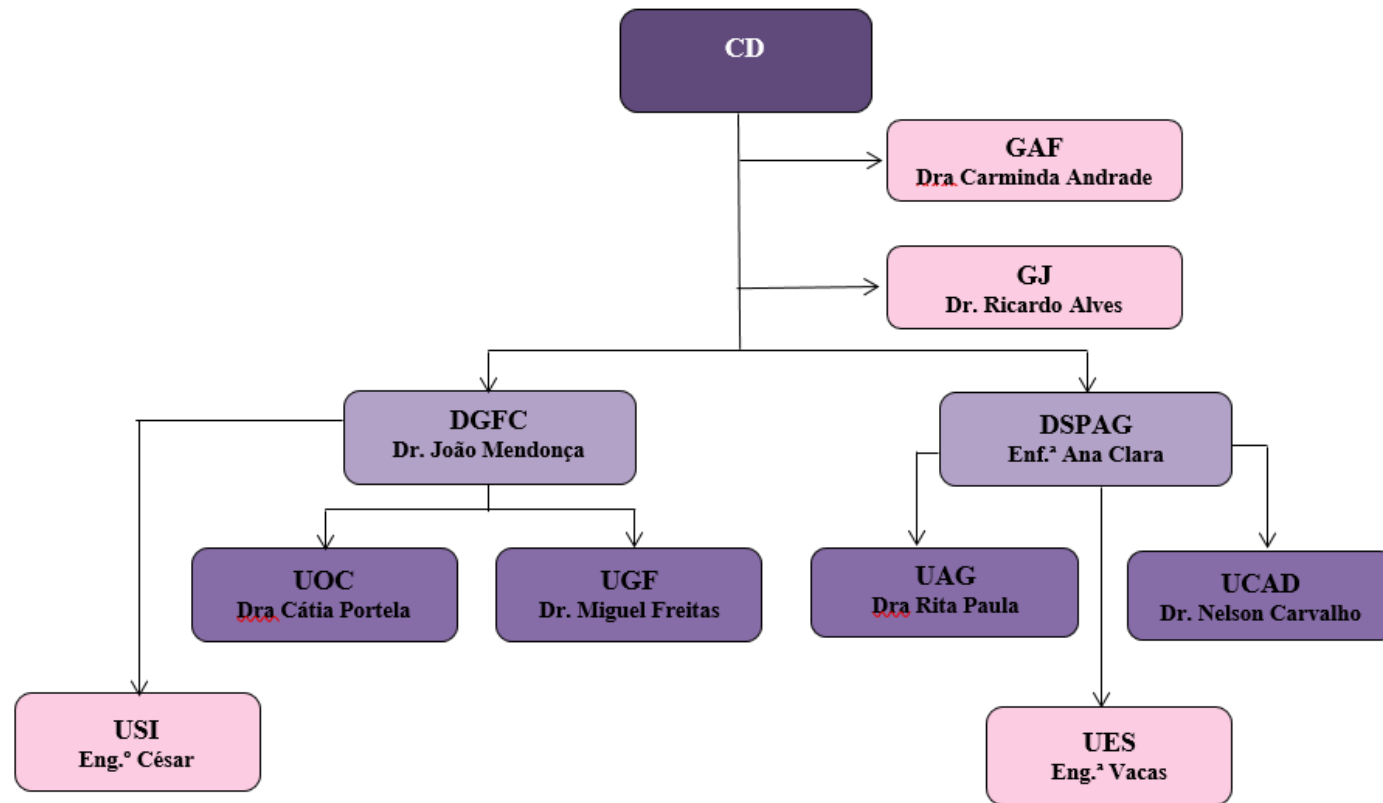 CD
GAF
Dra Carminda Andrade
GJ
Dr. Ricardo Alves
DGFC
Dr. João Mendonça
DSPAG
Enf.ª Ana Clara
UOC
Dra Cátia Portela
UGF
Dr. Miguel Freitas
UAG
Dra Rita Paula
UCAD
Dr. Nelson Carvalho
USI
Eng.º César
UES
Eng.ª Vacas